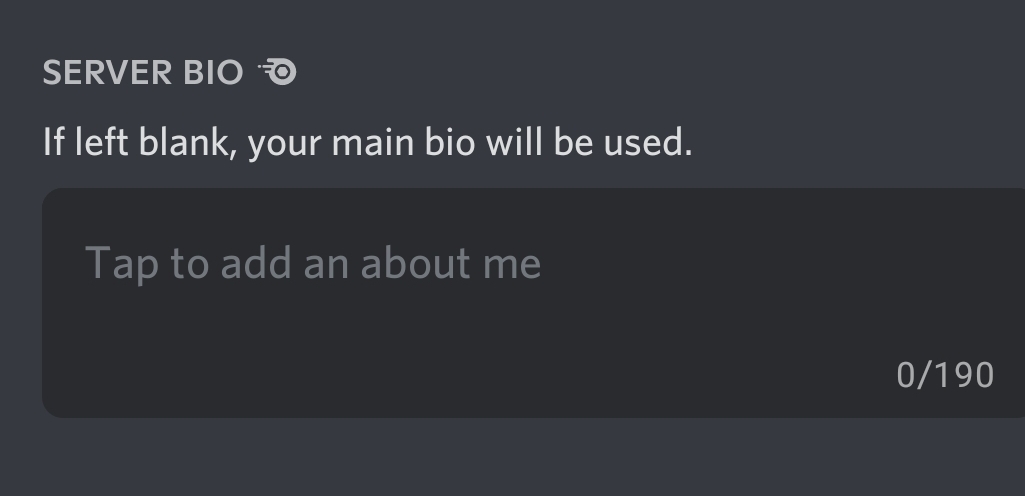 SERVER BIO
If left blank, your main bio will be used.
Tap to add an about me
0/190